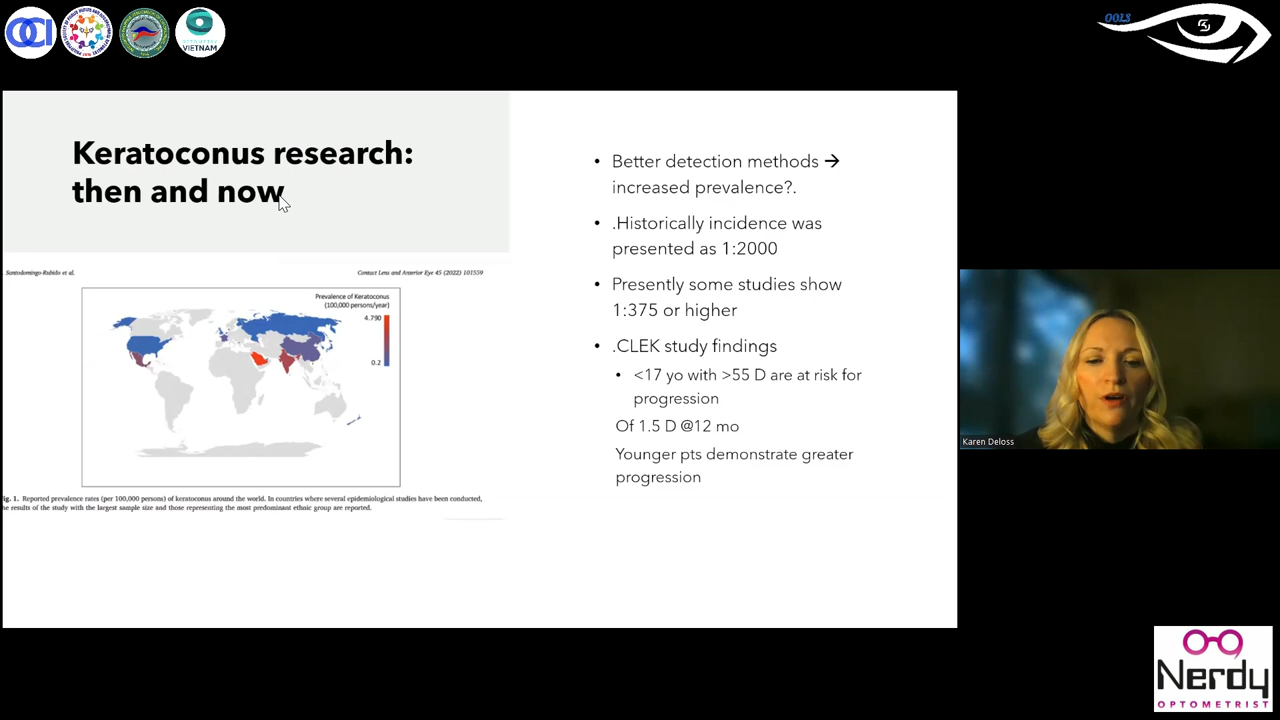 OCI
VIETNAM
OOLS
Keratoconus research:
then and now
Santodomingo-Rubido et al.
Contact Lens and Anterior Eye 45 (2022) 101559
Prevalence of Keratoconus
(100,000 persons/year)
4.790
0.2
ig. 1. Reported prevalence rates (per 100,000 persons) of keratoconus around the world. In countries where several epidemiological studies have been conducted,
he results of the study with the largest sample size and those representing the most predominant ethnic group are reported.
• Better detection methods →
increased prevalence?.
• .Historically incidence was
presented as 1:2000
• Presently some studies show
1:375 or higher
• .CLEK study findings
• <17 yo with >55 D are at risk for
progression
Of 1.5 D @12 mo
Younger pts demonstrate greater
progression
Karen Deloss
Nerdy
OPTOMETRIST